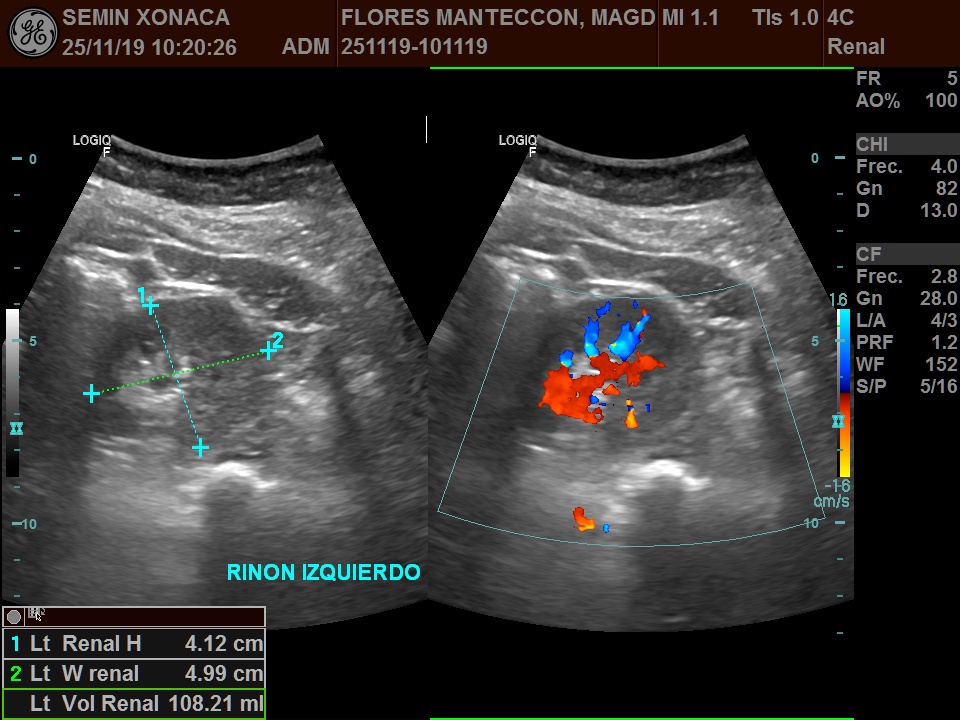 SEMIN XONACA
25/11/19 10:20:26 ADM
FLORES MANTECCON, MAGD
251119-101119
MI 1.1 TIs 1.0
4C
Renal
FR 5
AO% 100
CHI
Frec. 4.0
Gn 82
D 13.0
CF
Frec. 2.8
Gn 28.0
L/A 4/3
PRF 1.2
WF 152
S/P 5/16
LOGIQ
F
0
5
10
1
2
RINON IZQUIERDO
LOGIQ
F
0
5
10
16
-16
cm/s
1 Lt Renal H 4.12 cm
2 Lt W renal 4.99 cm
Lt Vol Renal 108.21 ml